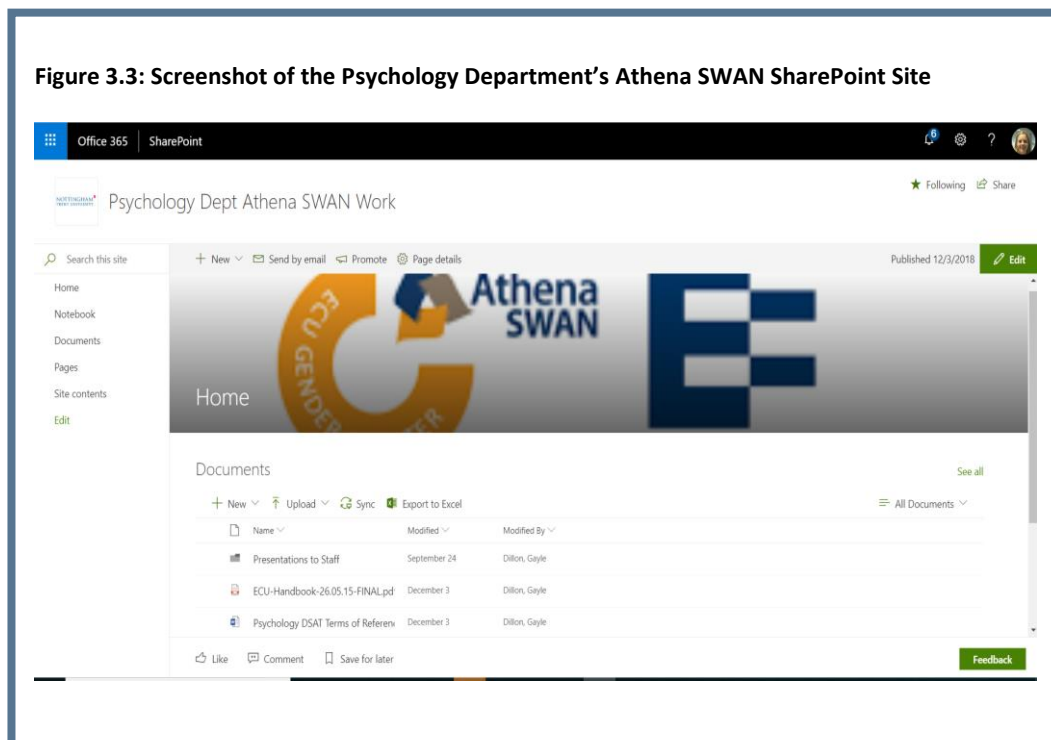 Figure 3.3: Screenshot of the Psychology Department's Athena SWAN SharePoint Site
Office 365 SharePoint 6 ?
NOTTINGHAM
TRENT UNIVERSITY
Psychology Dept Athena SWAN Work
Following Share
Search this site
+ New Send by email Promote Page details Published 12/3/2018 Edit
Home
Notebook
Documents
Pages
Site contents
Edit
ECU GENDER
Athena
SWAN
Home
Documents See all
+ New Upload Sync Export to Excel All Documents
Name Modified Modified By
Presentations to Staff September 24 Dillon, Gayle
ECU-Handbook-26.05.15-FINAL.pd December 3 Dillon, Gayle
Psychology DSAT Terms of Referen December 3 Dillon, Gayle
Like Comment Save for later Feedback